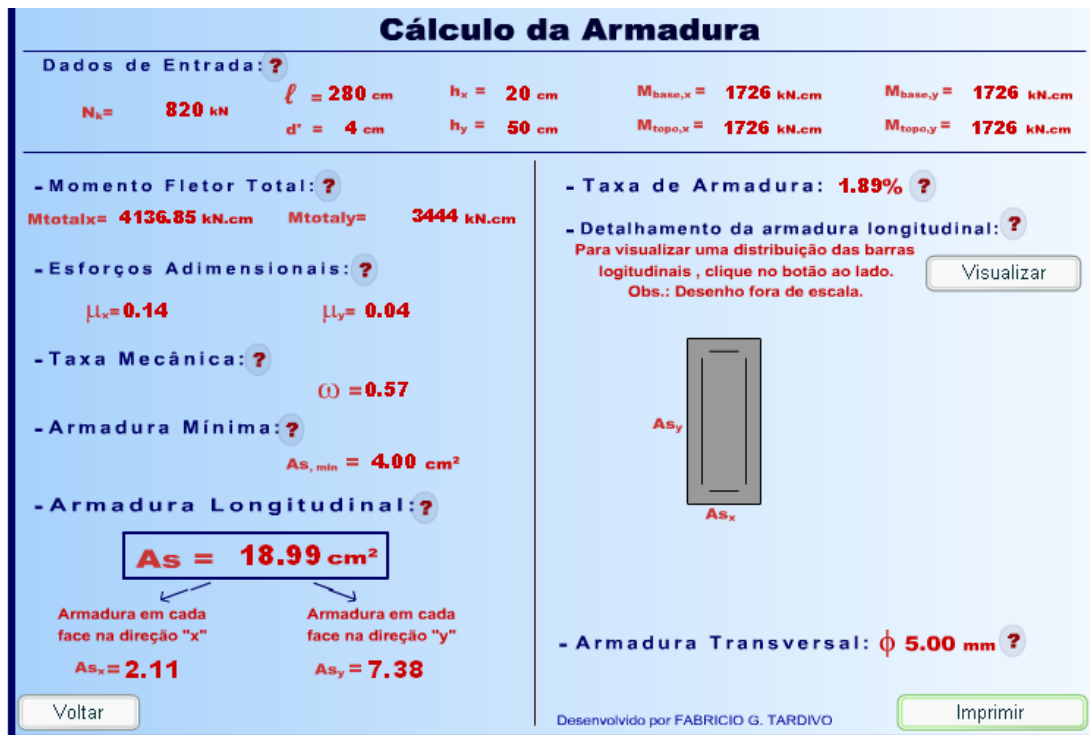 Cálculo da Armadura
Dados de Entrada: ?
Nk= 820 kN
ℓ = 280 cm
d' = 4 cm
hx = 20 cm
hy = 50 cm
Mbase,x = 1726 kN.cm
Mtopo,x = 1726 kN.cm
Mbase,y = 1726 kN.cm
Mtopo,y = 1726 kN.cm
- Momento Fletor Total: ?
Mtotalx= 4136.85 kN.cm Mtotaly= 3444 kN.cm
- Esforços Adimensionais: ?
μx= 0.14 μy= 0.04
- Taxa Mecânica: ?
ω = 0.57
- Armadura Mínima: ?
As, min = 4.00 cm²
- Armadura Longitudinal: ?
As = 18.99 cm²
Armadura em cada
face na direção "x"
Asx = 2.11
Armadura em cada
face na direção "y"
Asy = 7.38
Voltar
- Taxa de Armadura: 1.89% ?
- Detalhamento da armadura longitudinal: ?
Para visualizar uma distribuição das barras
logitudinais , clique no botão ao lado.
Obs.: Desenho fora de escala.
Visualizar
Asy
Asx
- Armadura Transversal: ϕ 5.00 mm ?
Desenvolvido por FABRICIO G. TARDIVO
Imprimir